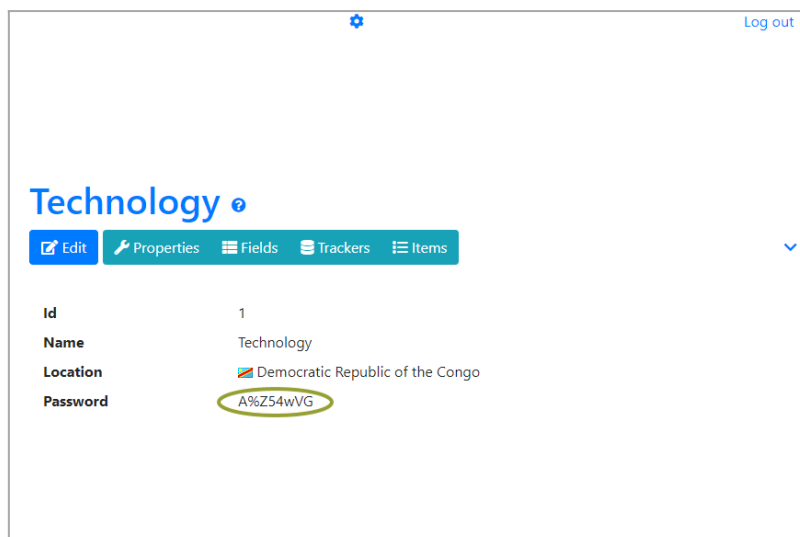 Log out
Technology
Edit Properties Fields Trackers Items
Id 1
Name Technology
Location Democratic Republic of the Congo
Password A%Z54wVG